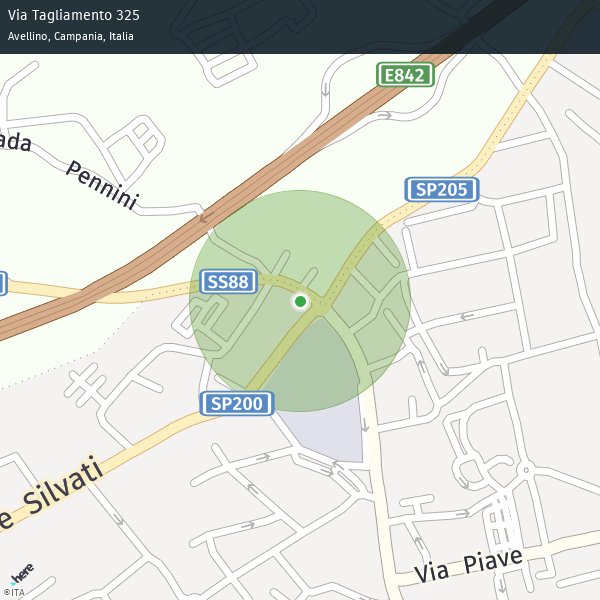 Via Tagliamento 325
Avellino, Campania, Italia
E842
ada
Pennini
SP205
SS88
SP200
e Silvati
Via Piave
here
©ITA